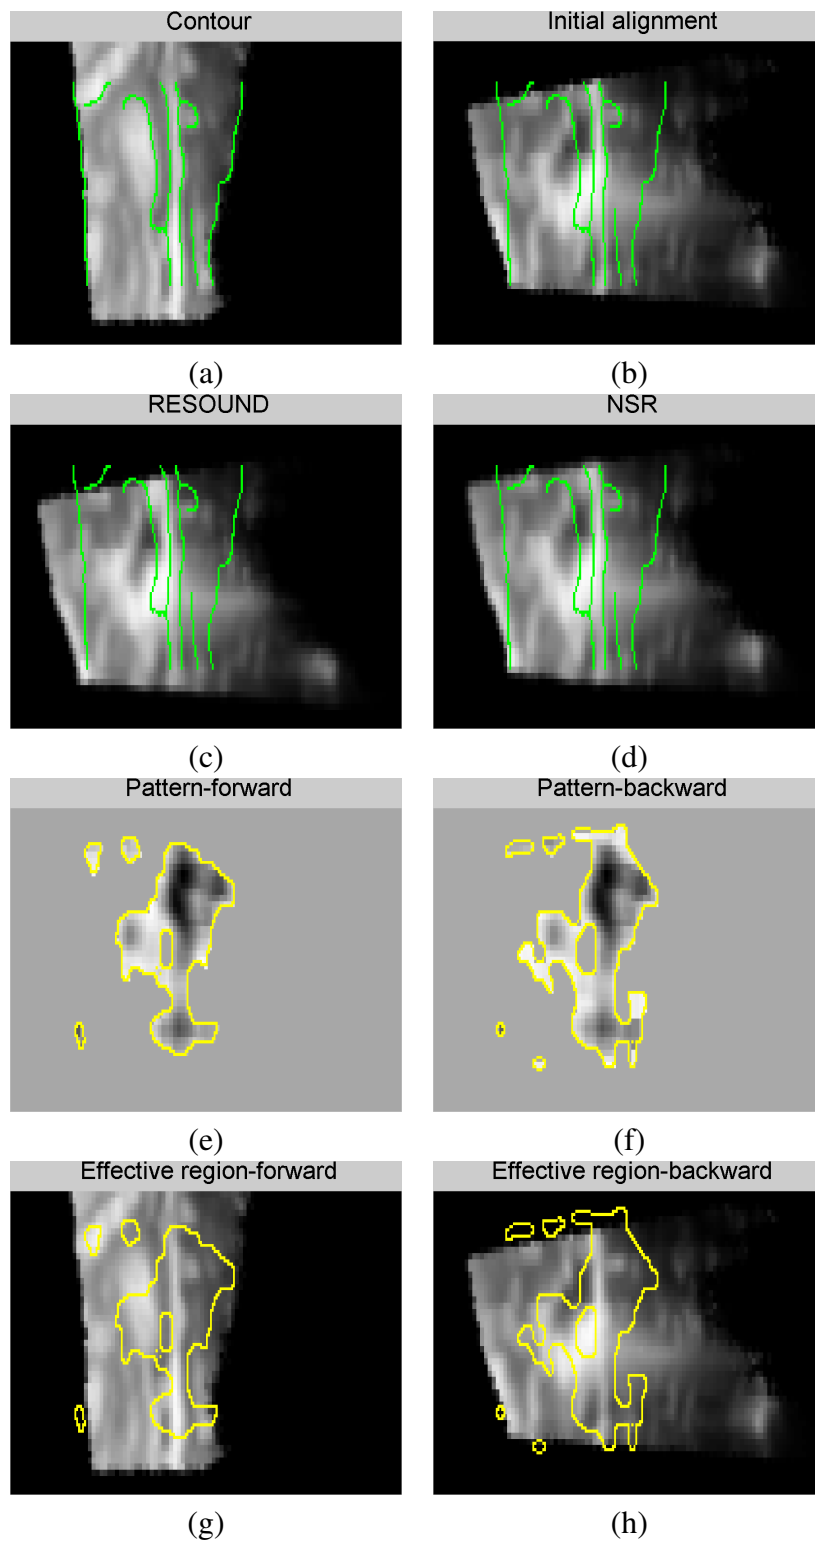 Contour
Initial alignment
(a)
(b)
RESOUND
NSR
(c)
(d)
Pattern-forward
Pattern-backward
(e)
(f)
Effective region-forward
Effective region-backward
(g)
(h)